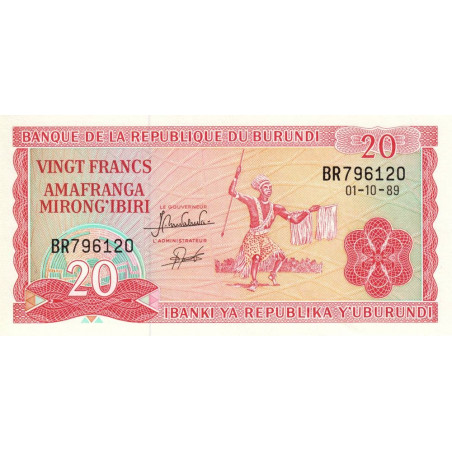 BANQUE DE LA REPUBLIQUE DU BURUNDI
20
VINGT FRANCS
AMAFRANGA
MIRONG'IBIRI
BR796120
01-10-89
LE GOUVERNEUR
L'ADMINISTRATEUR
BR796120
20
IBANKI YA REPUBLIKA Y'UBURUNDI